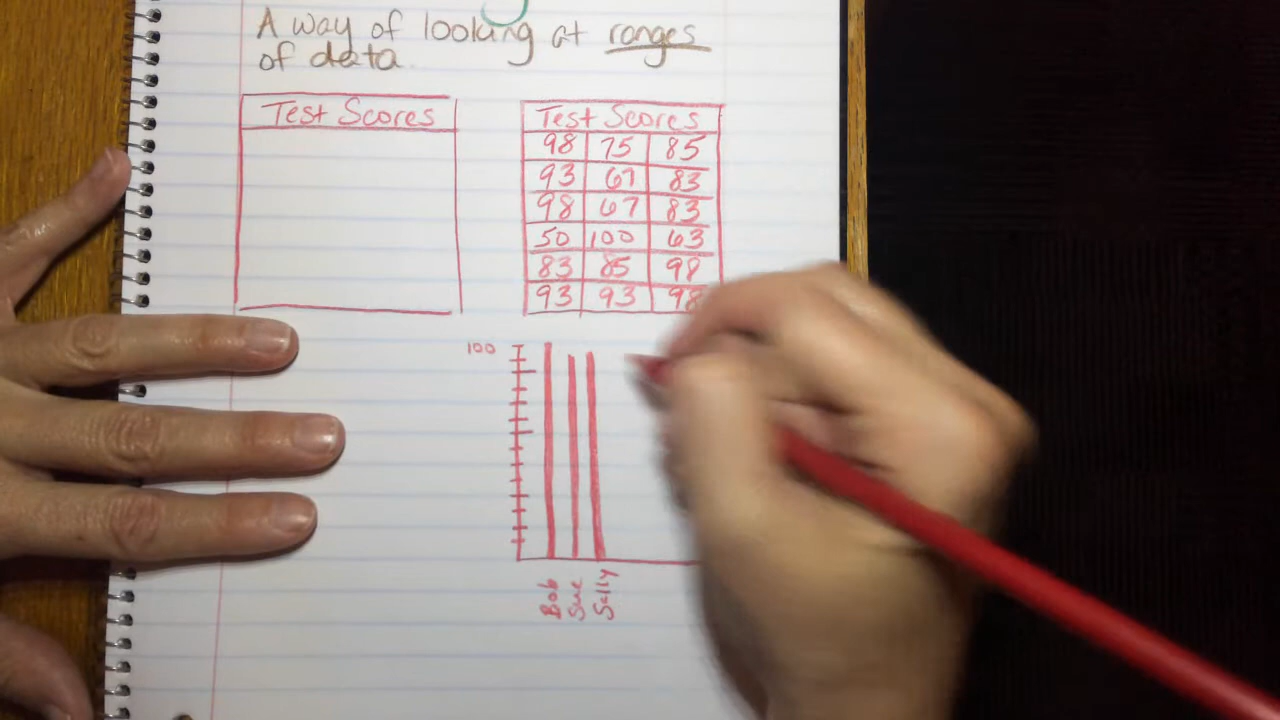 A way of looking at ranges
of data
Test Scores
Test Scores
98 75 85
93 67 83
98 67 83
50 100 63
83 85 98
93 93 98
100
Bob
Sue
Sally